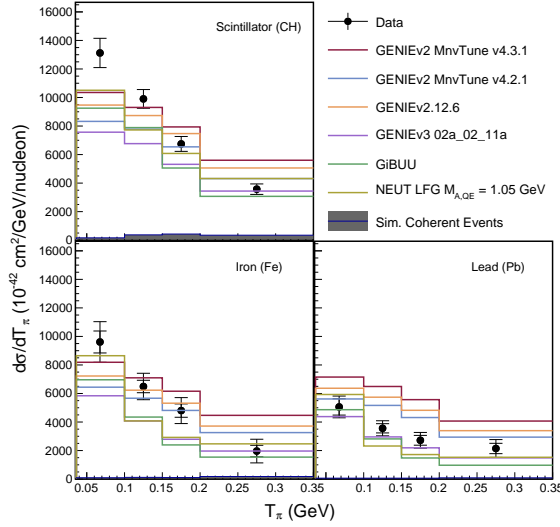 Scintillator (CH)
Data
GENIEv2 MnvTune v4.3.1
GENIEv2 MnvTune v4.2.1
GENIEv2.12.6
GENIEv3 02a_02_11a
GiBUU
NEUT LFG M_{A,QE} = 1.05 GeV
Sim. Coherent Events
16000
14000
12000
10000
8000
6000
4000
2000
0
dσ/dT_π (10⁻⁴² cm²/GeV/nucleon)
Iron (Fe)
Lead (Pb)
16000
14000
12000
10000
8000
6000
4000
2000
0
0.05 0.1 0.15 0.2 0.25 0.3 0.35 0.1 0.15 0.2 0.25 0.3 0.35
T_π (GeV)